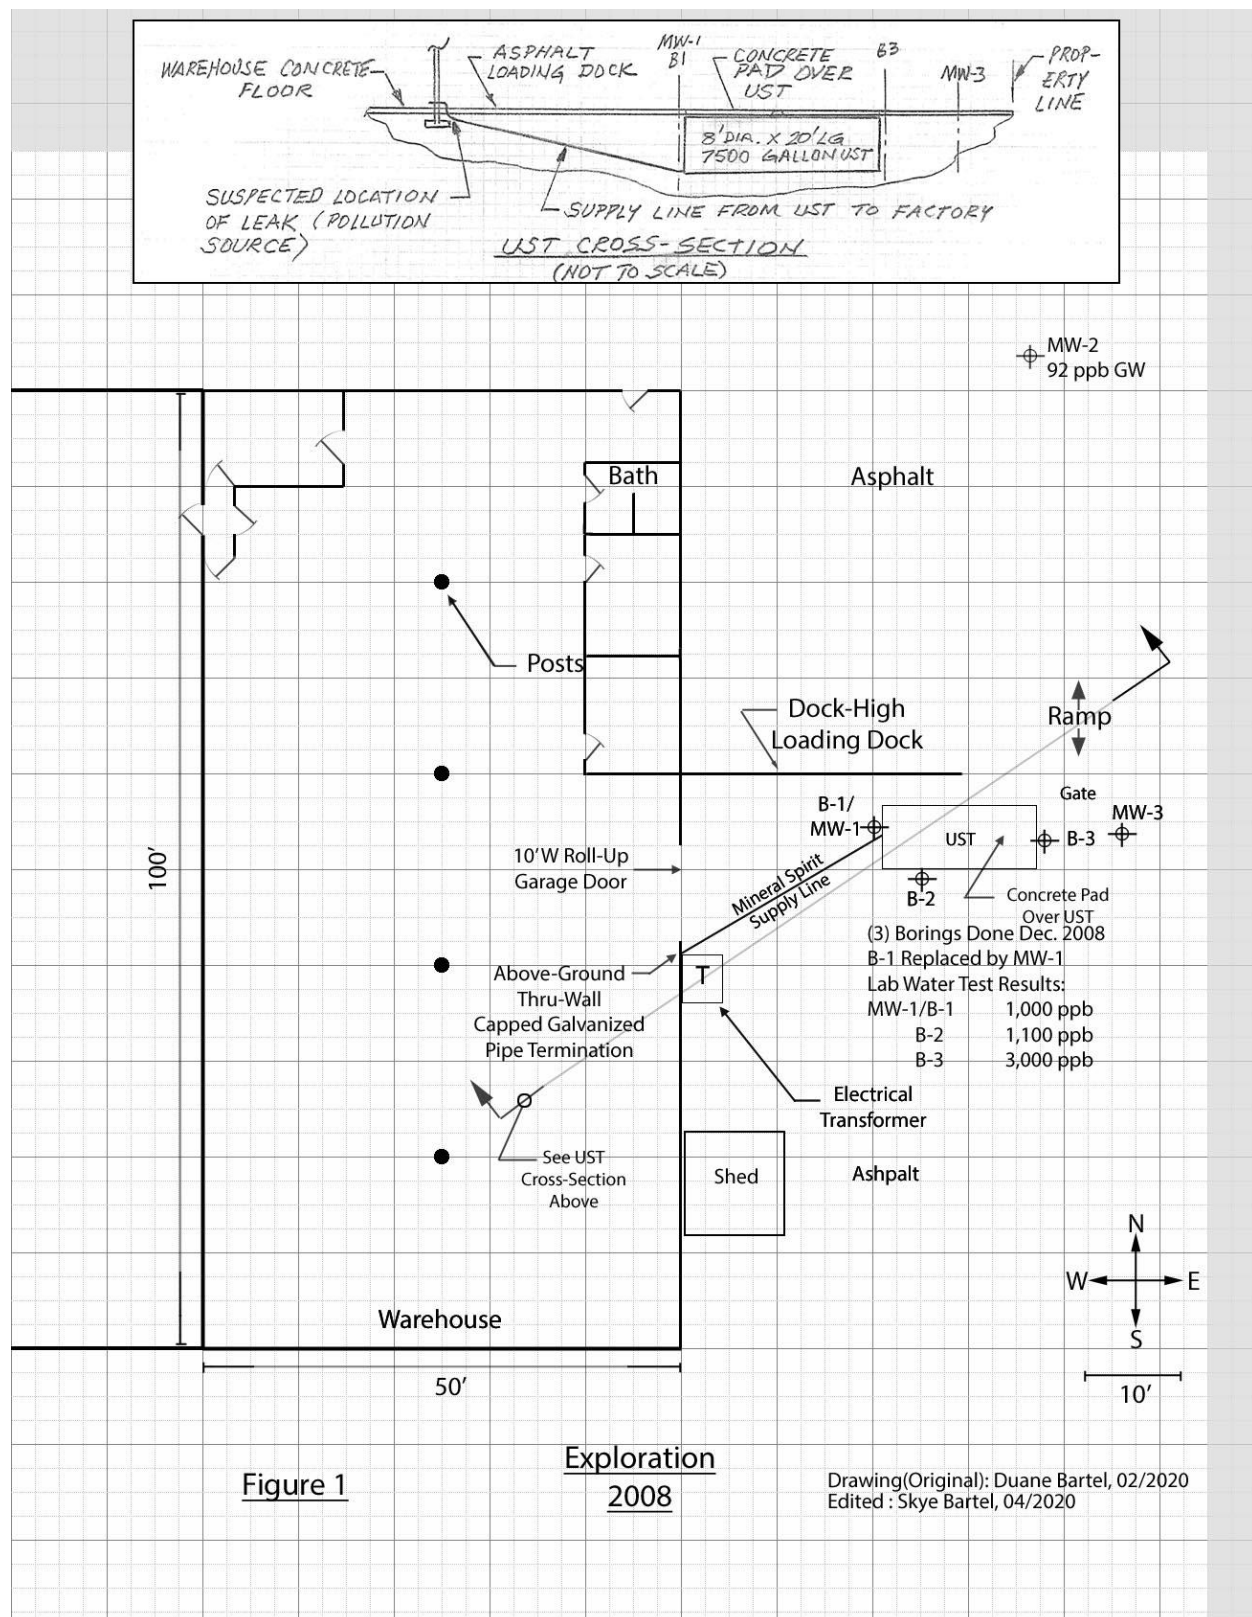 WAREHOUSE CONCRETE
FLOOR
ASPHALT
LOADING DOCK
MW-1
B1
CONCRETE
PAD OVER
UST
B3
MW-3
PROP-
ERTY
LINE
8' DIA. X 20' LG
7500 GALLON UST
SUSPECTED LOCATION
OF LEAK (POLLUTION
SOURCE)
SUPPLY LINE FROM UST TO FACTORY
UST CROSS-SECTION
(NOT TO SCALE)
MW-2
92 ppb GW
Bath
Asphalt
Posts
Dock-High
Loading Dock
Ramp
Gate
B-1/
MW-1
MW-3
UST
B-3
B-2
10'W Roll-Up
Garage Door
Mineral Spirit
Supply Line
Concrete Pad
Over UST
100'
(3) Borings Done Dec. 2008
B-1 Replaced by MW-1
Lab Water Test Results:
MW-1/B-1 1,000 ppb
B-2 1,100 ppb
B-3 3,000 ppb
Above-Ground
Thru-Wall
Capped Galvanized
Pipe Termination
T
Electrical
Transformer
See UST
Cross-Section
Above
Shed
Ashpalt
N
W E
S
Warehouse
50'
10'
Figure 1
Exploration
2008
Drawing(Original): Duane Bartel, 02/2020
Edited : Skye Bartel, 04/2020